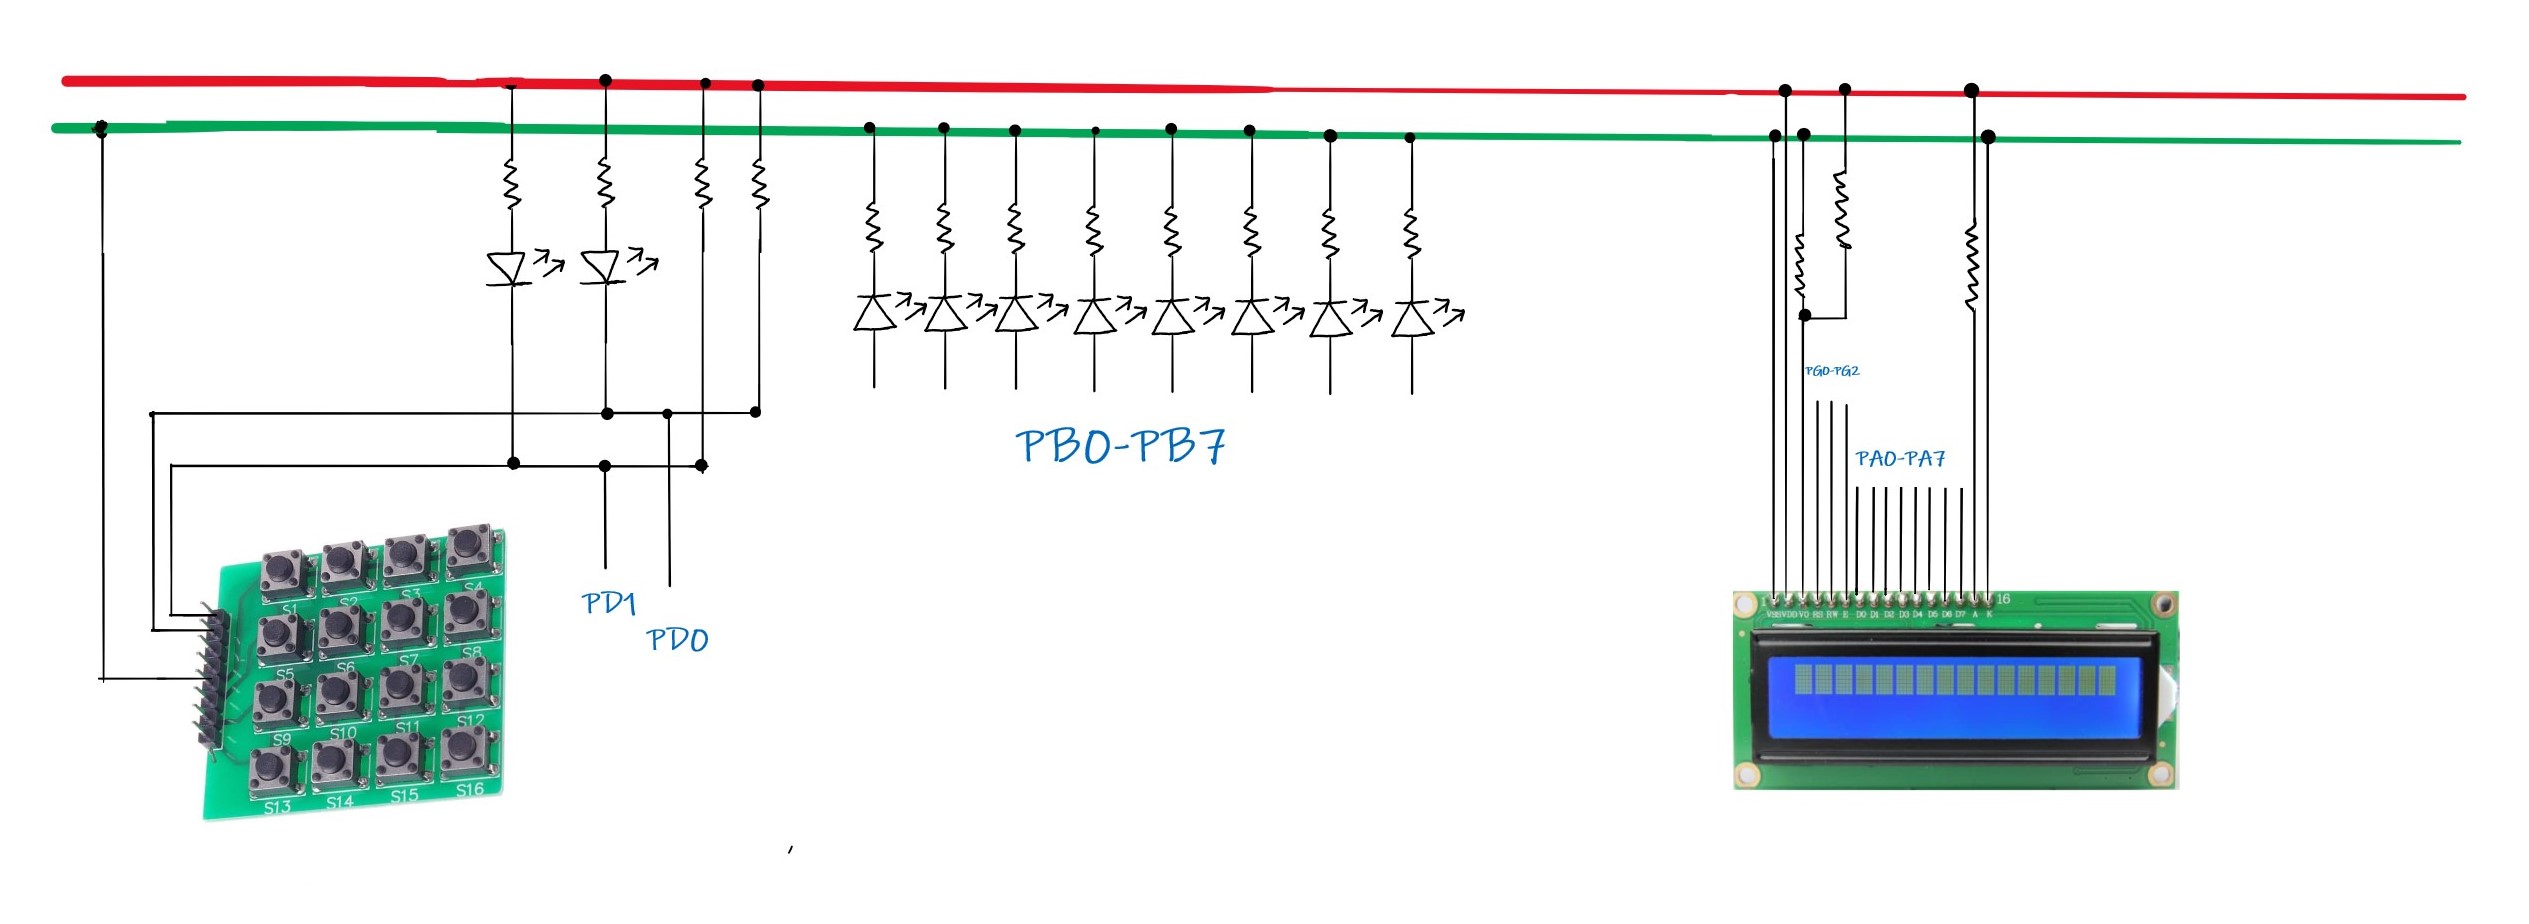 PG0-PG2
PB0-PB7
PA0-PA7
PD1
PD0
S1 S2 S3 S4
S5 S6 S7 S8
S9 S10 S11 S12
S13 S14 S15 S16
1 16
VSS VDD VO RS RW E D0 D1 D2 D3 D4 D5 D6 D7 A K